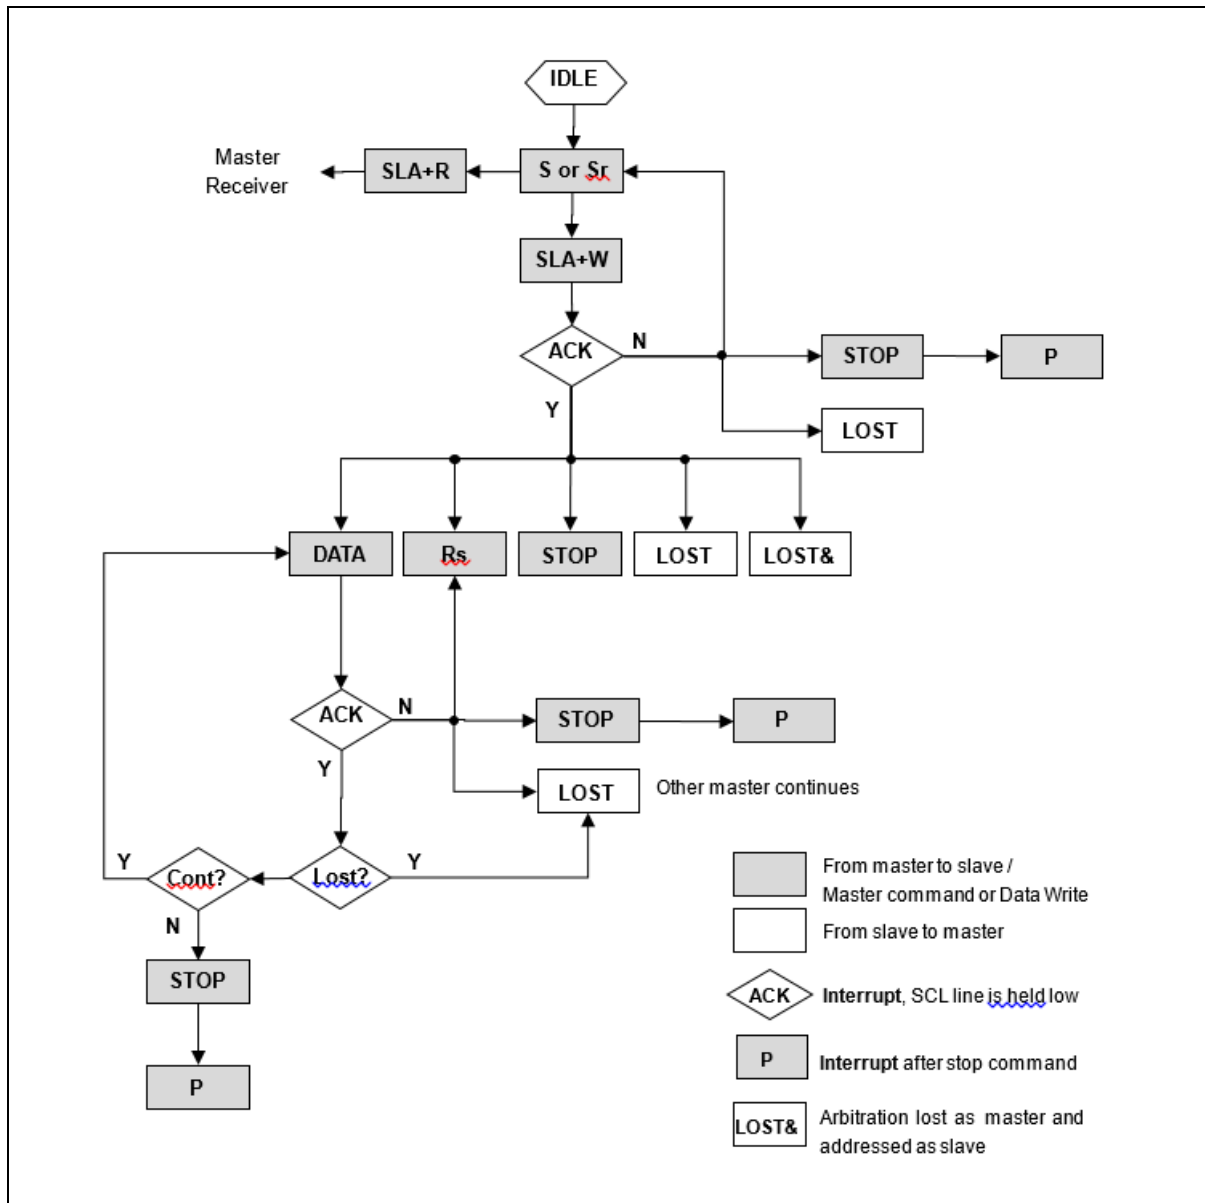 IDLE
Master
Receiver
SLA+R
S or Sr
SLA+W
ACK
N
STOP
P
Y
LOST
DATA
Rs
STOP
LOST
LOST&
ACK
N
STOP
P
Y
LOST
Other master continues
Y
Cont?
Lost?
Y
N
STOP
P
From master to slave /
Master command or Data Write
From slave to master
ACK
Interrupt, SCL line is held low
P
Interrupt after stop command
LOST&
Arbitration lost as master and
addressed as slave